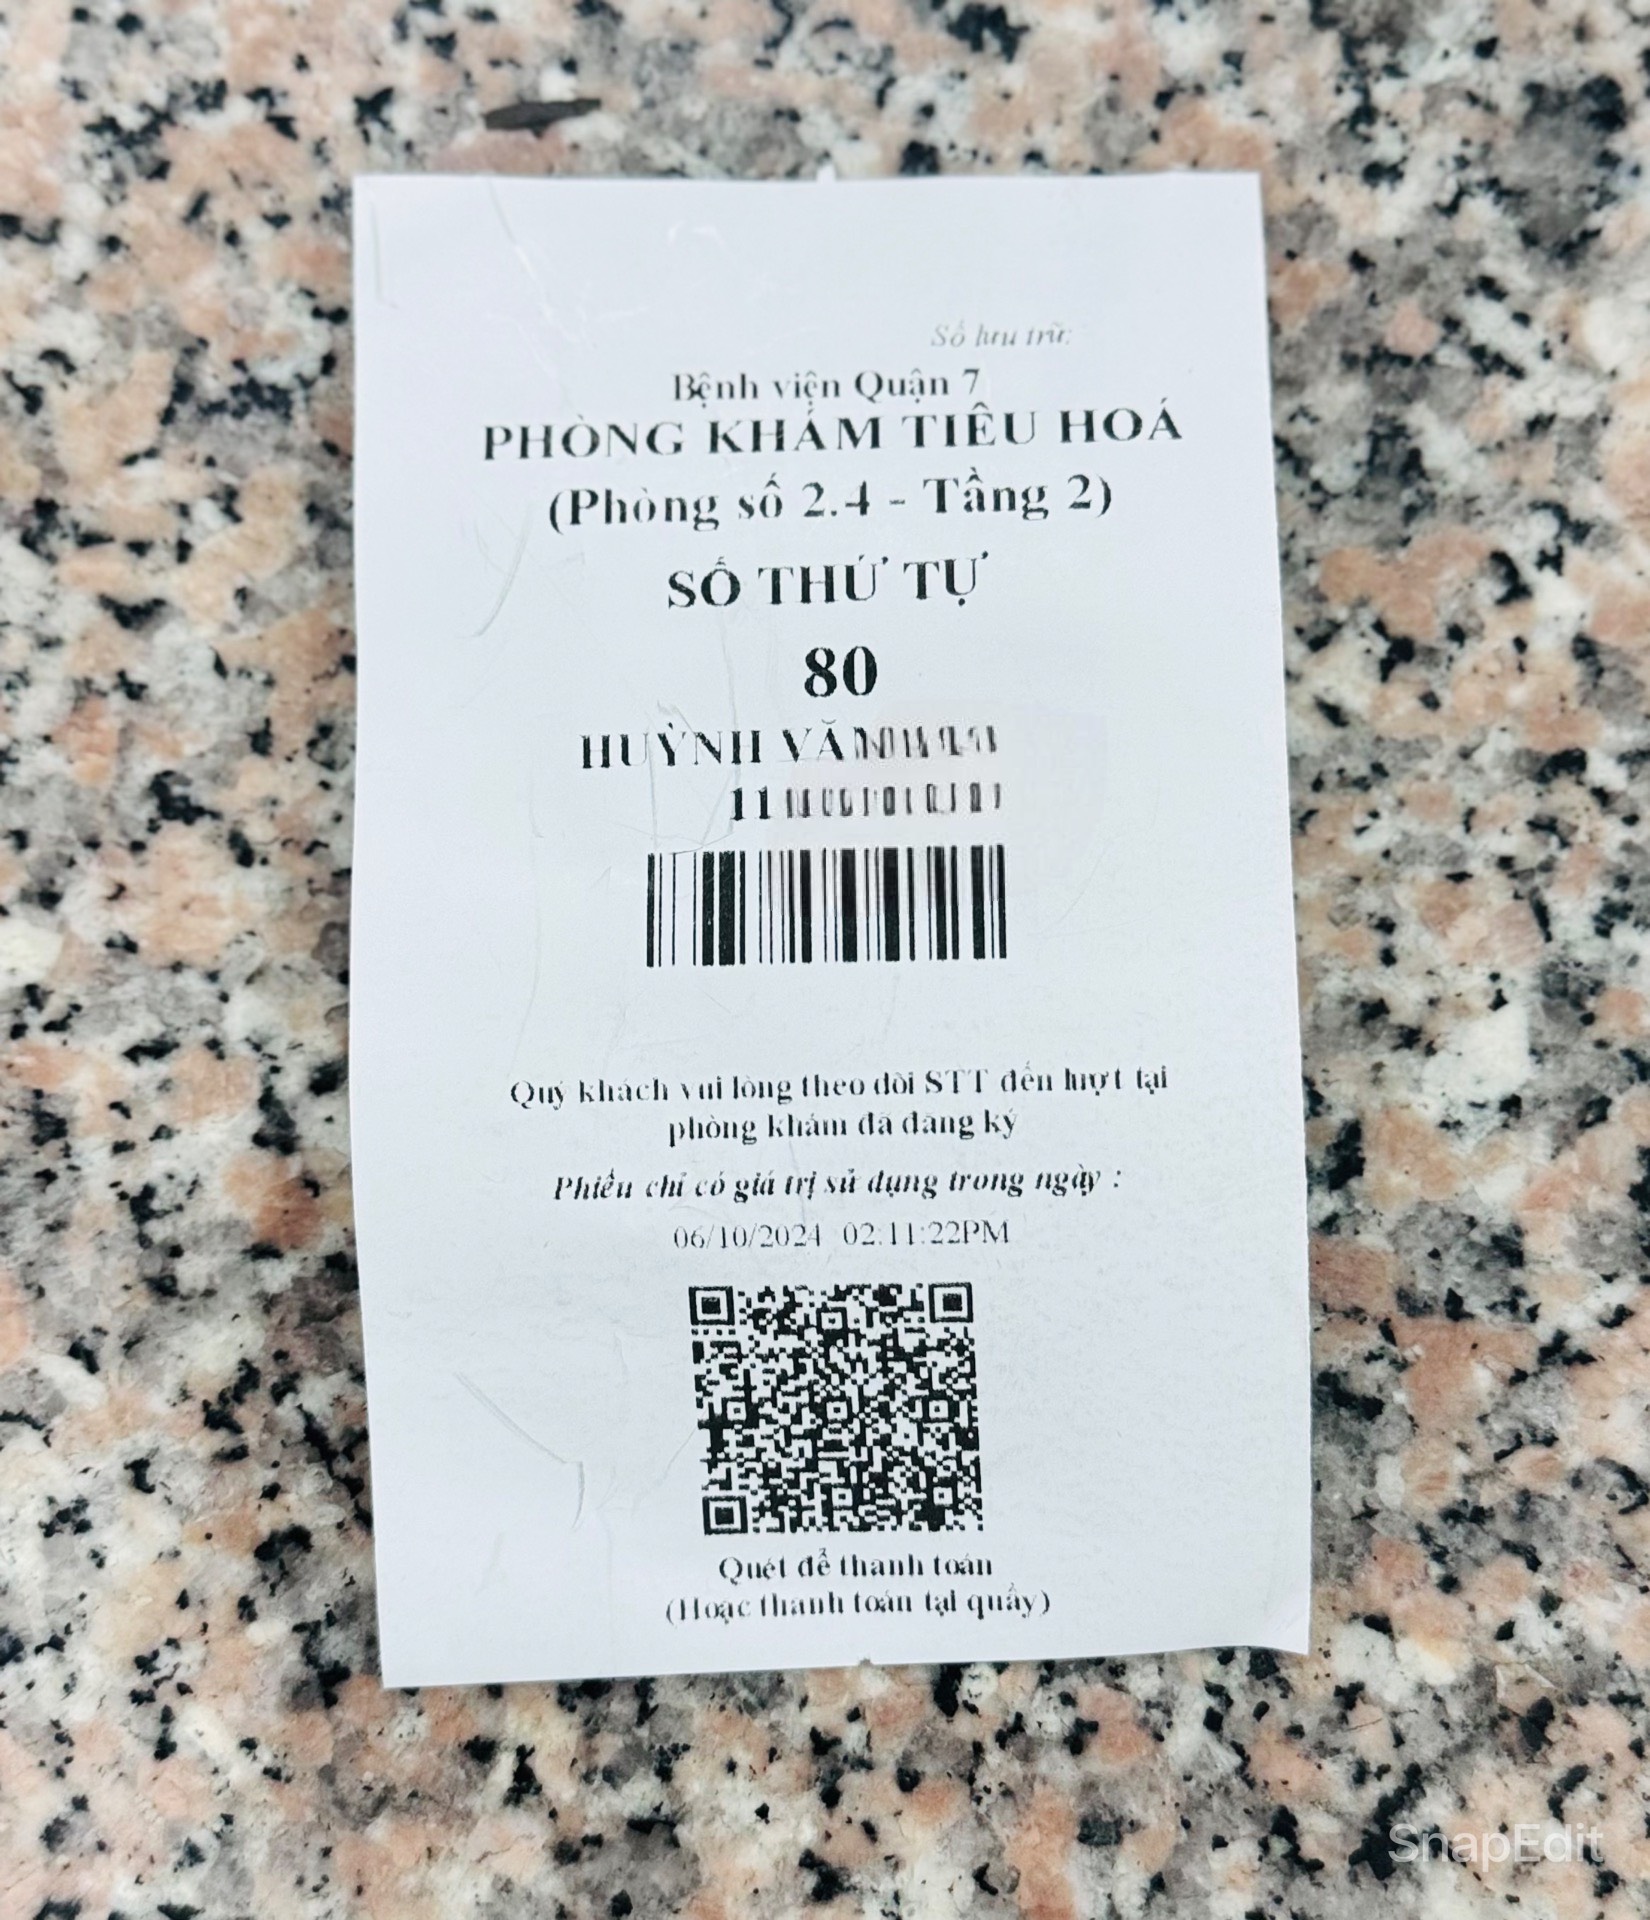 Số lưu trữ:
Bệnh viện Quận 7
PHÒNG KHÁM TIÊU HOÁ
(Phòng số 2.4 - Tầng 2)
SỐ THỨ TỰ
80
HUỲNH VĂN
11
Quý khách vui lòng theo dõi STT đến lượt tại
phòng khám đã đăng ký
Phiếu chỉ có giá trị sử dụng trong ngày :
06/10/2024 02:11:22PM
Quét để thanh toán
(Hoặc thanh toán tại quầy)
SnapEdit